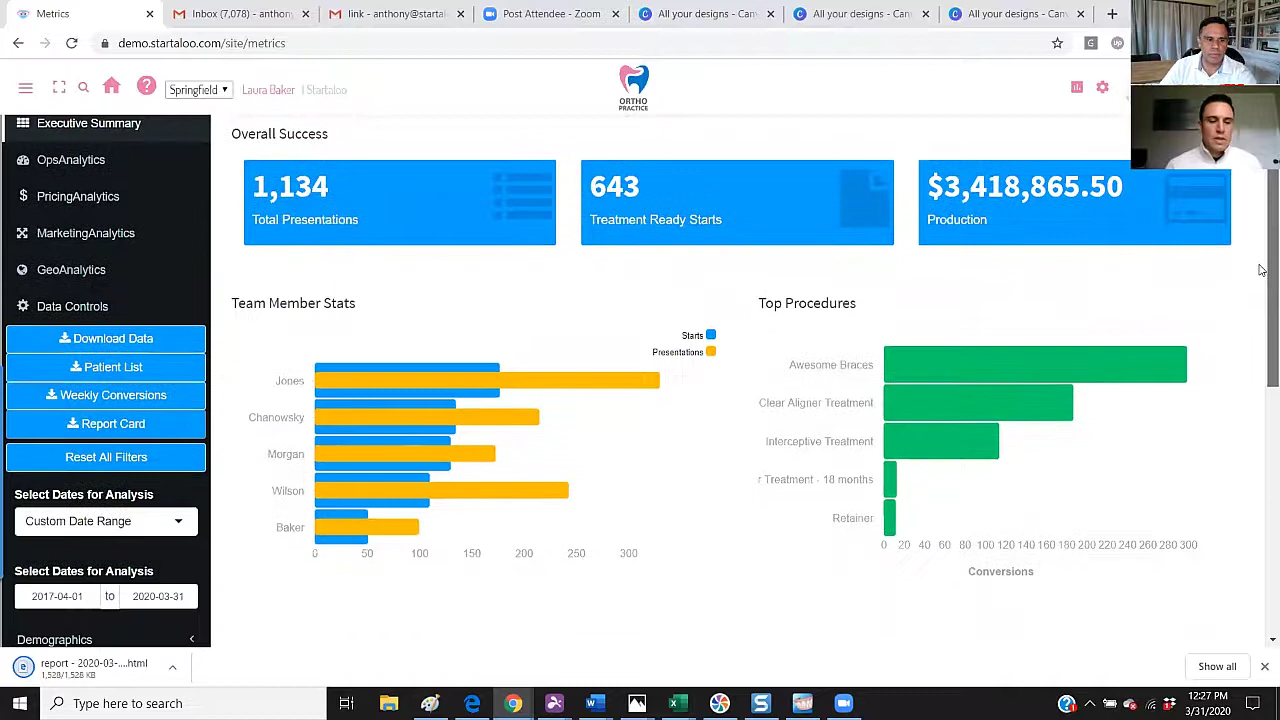 Metrics
Inbox (7,078) - anthony@
link - anthony@starta
Post Attendee - Zoom
All your designs - Can
All your designs - Can
All your designs - Can
demo.startaloo.com/site/metrics
Springfield
Laura Baker | Startaloo
ORTHO
PRACTICE
Executive Summary
OpsAnalytics
PricingAnalytics
MarketingAnalytics
GeoAnalytics
Data Controls
Download Data
Patient List
Weekly Conversions
Report Card
Reset All Filters
Select Dates for Analysis
Custom Date Range
Select Dates for Analysis
2017-04-01 to 2020-03-31
Demographics
Overall Success
1,134
Total Presentations
643
Treatment Ready Starts
$3,418,865.50
Production
Team Member Stats
Starts
Presentations
Jones
Chanowsky
Morgan
Wilson
Baker
0 50 100 150 200 250 300
Top Procedures
Awesome Braces
Clear Aligner Treatment
Interceptive Treatment
r Treatment - 18 months
Retainer
0 20 40 60 80 100 120 140 160 180 200 220 240 260 280 300
Conversions
report - 2020-03-....html
1,528/1,528 KB
Show all
Type here to search
12:27 PM
3/31/2020